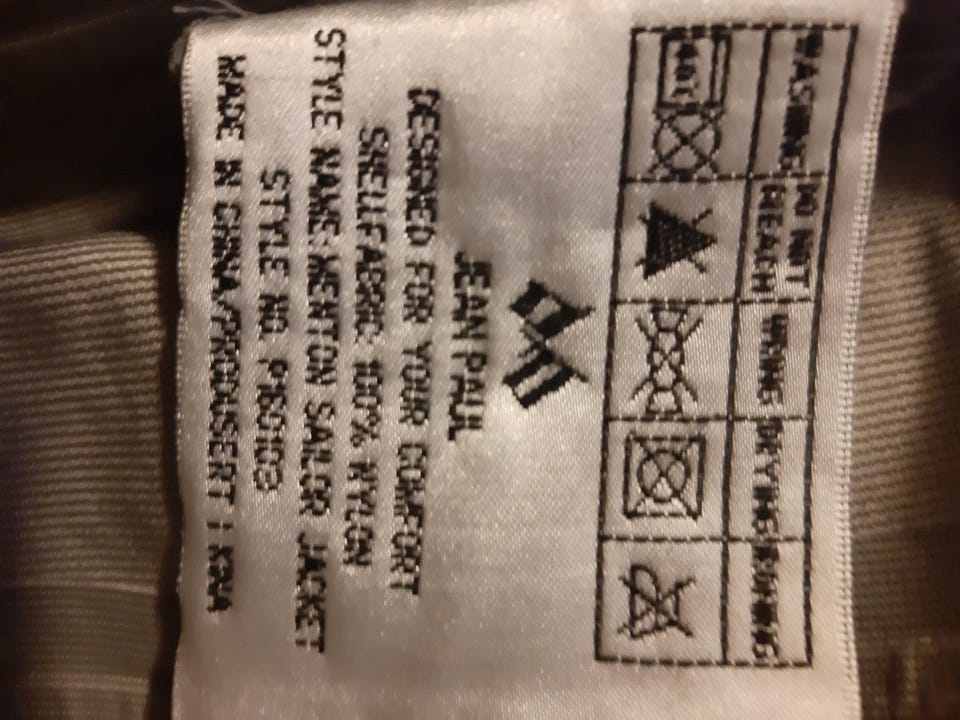 WASHING DO NOT BLEACH WRING DRYING IRONING
40C
JEAN PAUL
DESIGNED FOR YOUR COMFORT
SHELLFABRIC: 100% NYLON
STYLE NAME: MENTON SAILOR JACKET
STYLE NO. P160103
MADE IN CHINA/PRODUSERT I KINA